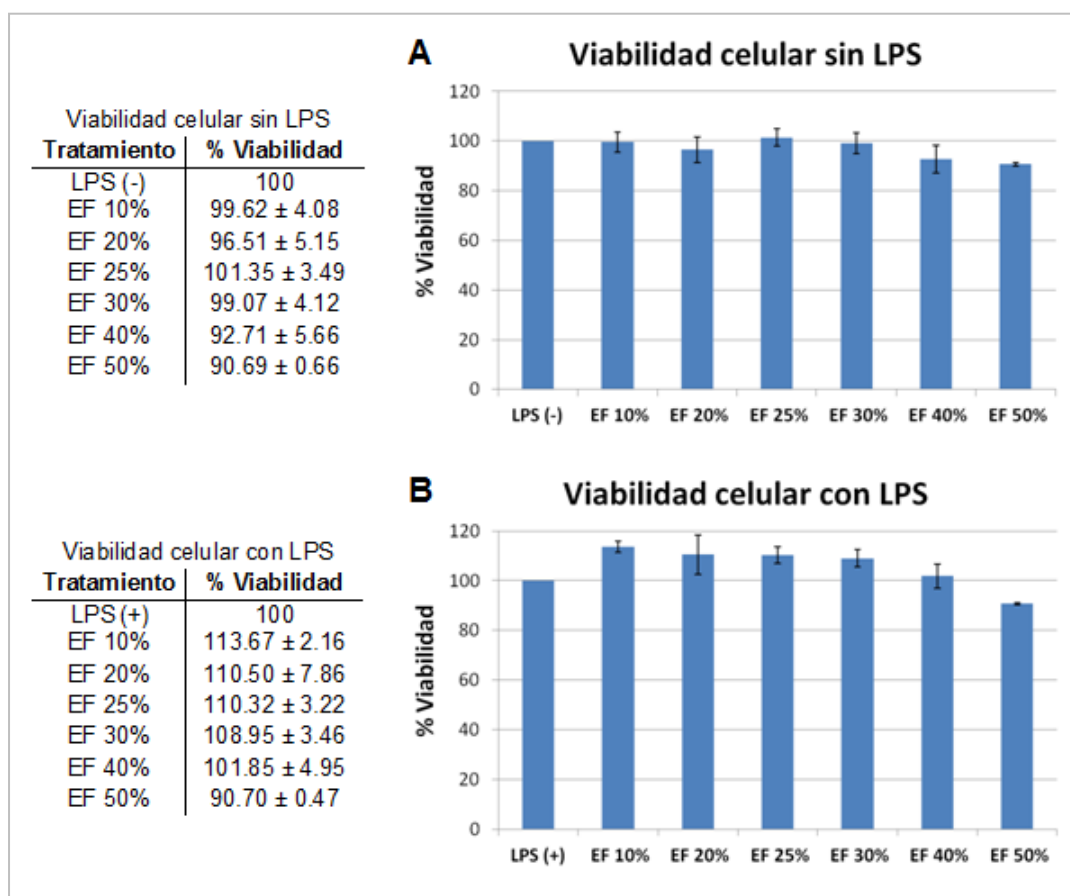 A
Viabilidad celular sin LPS
Viabilidad celular sin LPS
Tratamiento % Viabilidad
LPS (-) 100
EF 10% 99.62 ± 4.08
EF 20% 96.51 ± 5.15
EF 25% 101.35 ± 3.49
EF 30% 99.07 ± 4.12
EF 40% 92.71 ± 5.66
EF 50% 90.69 ± 0.66
% Viabilidad
120
100
80
60
40
20
0
LPS (-) EF 10% EF 20% EF 25% EF 30% EF 40% EF 50%
B
Viabilidad celular con LPS
Viabilidad celular con LPS
Tratamiento % Viabilidad
LPS (+) 100
EF 10% 113.67 ± 2.16
EF 20% 110.50 ± 7.86
EF 25% 110.32 ± 3.22
EF 30% 108.95 ± 3.46
EF 40% 101.85 ± 4.95
EF 50% 90.70 ± 0.47
% Viabilidad
120
100
80
60
40
20
0
LPS (+) EF 10% EF 20% EF 25% EF 30% EF 40% EF 50%